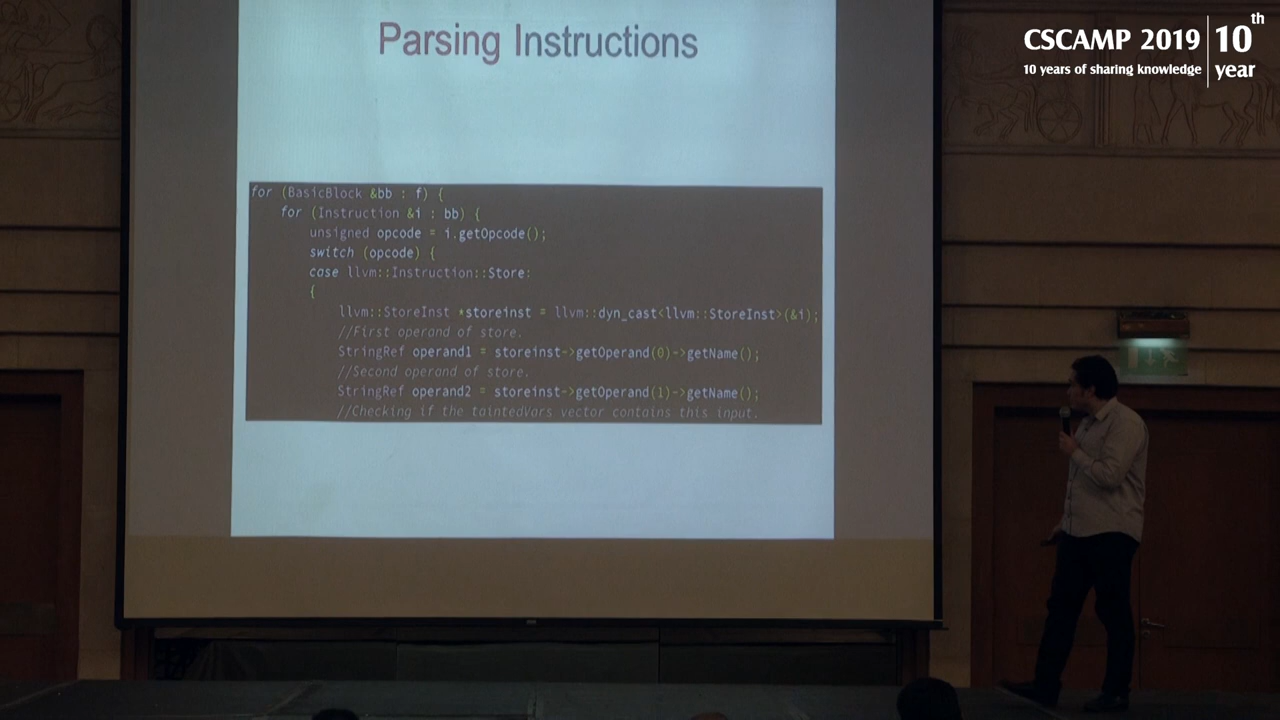 Parsing Instructions
CSCAMP 2019
10 years of sharing knowledge
10th
year
for (BasicBlock &bb : f) {
for (Instruction &i : bb) {
unsigned opcode = i.getOpcode();
switch (opcode) {
case llvm::Instruction::Store:
{
llvm::StoreInst *storeinst = llvm::dyn_cast<llvm::StoreInst>(&i);
//First operand of store.
StringRef operand1 = storeinst->getOperand(0)->getName();
//Second operand of store.
StringRef operand2 = storeinst->getOperand(1)->getName();
//Checking if the taintedVars vector contains this input.